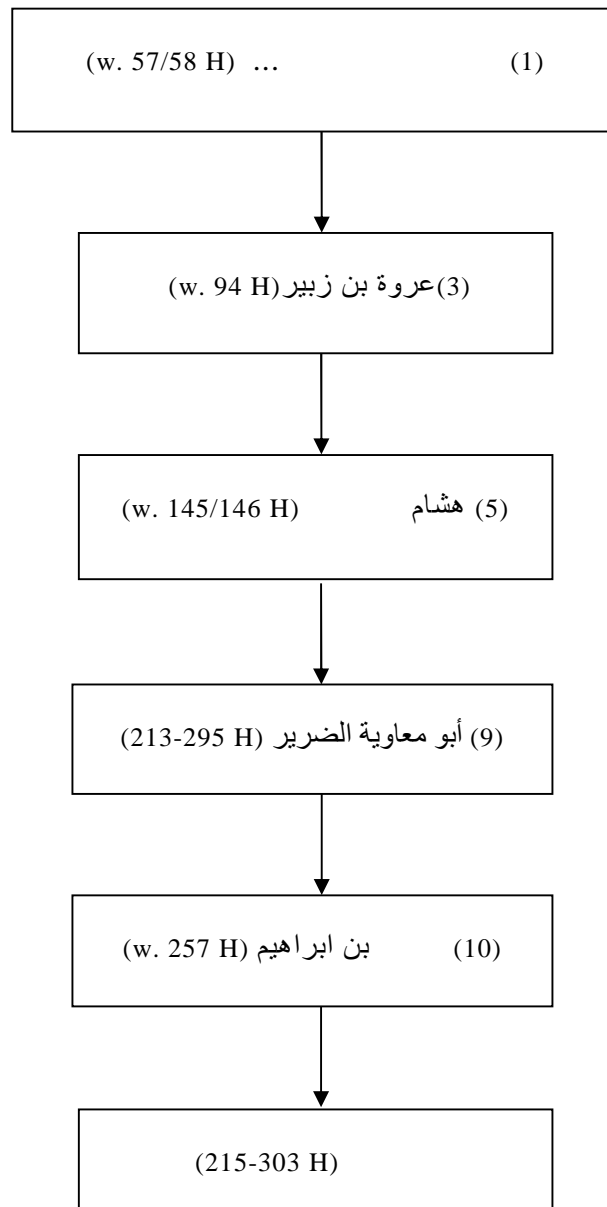 (1) ... (w. 57/58 H)
(3)عروة بن زبير(w. 94 H)
(5) هشام (w. 145/146 H)
(9) أبو معاوية الضرير (213-295 H)
(10) بن ابراهيم (w. 257 H)
(215-303 H)